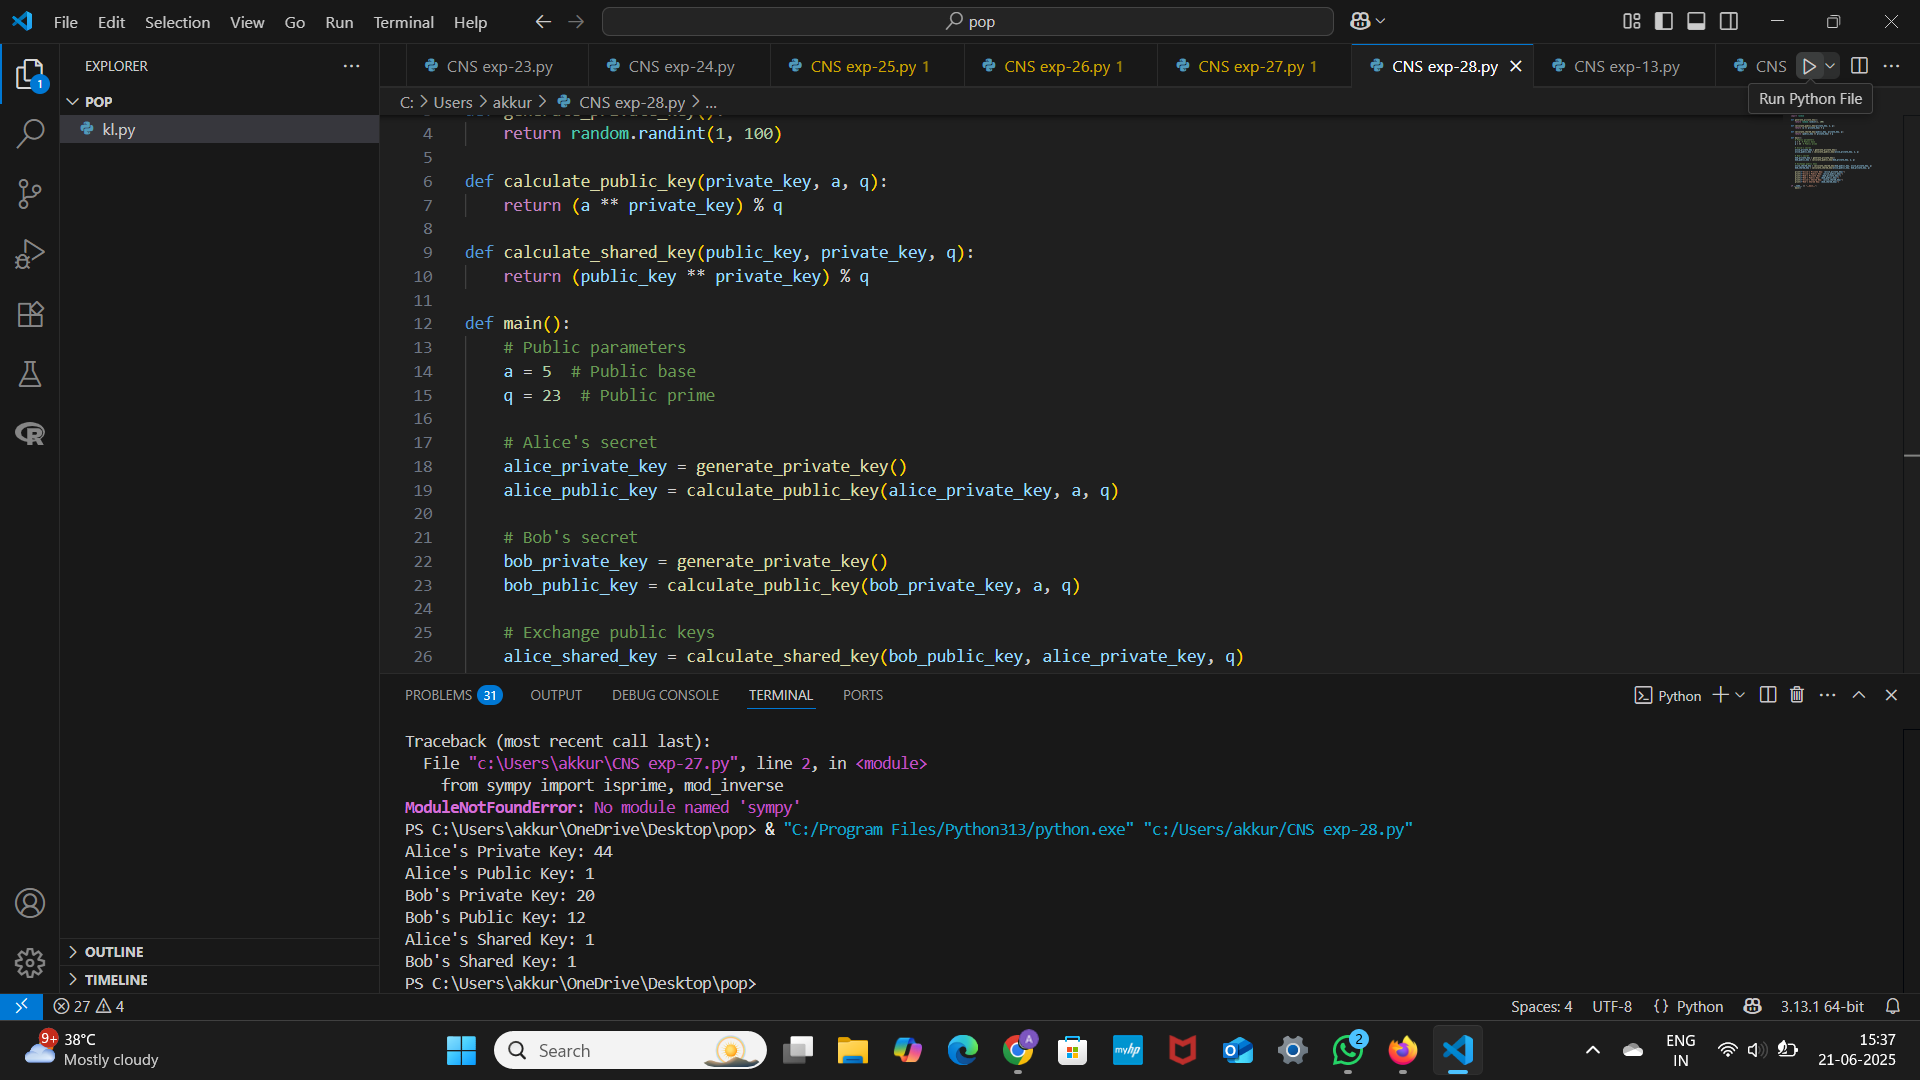 File Edit Selection View Go Run Terminal Help
pop
EXPLORER
POP
kl.py
OUTLINE
TIMELINE
1
CNS exp-23.py
CNS exp-24.py
CNS exp-25.py 1
CNS exp-26.py 1
CNS exp-27.py 1
CNS exp-28.py
CNS exp-13.py
CNS
Run Python File
C: > Users > akkur > CNS exp-28.py > ...
4 return random.randint(1, 100)
5
6 def calculate_public_key(private_key, a, q):
7 return (a ** private_key) % q
8
9 def calculate_shared_key(public_key, private_key, q):
10 return (public_key ** private_key) % q
11
12 def main():
13 # Public parameters
14 a = 5 # Public base
15 q = 23 # Public prime
16
17 # Alice's secret
18 alice_private_key = generate_private_key()
19 alice_public_key = calculate_public_key(alice_private_key, a, q)
20
21 # Bob's secret
22 bob_private_key = generate_private_key()
23 bob_public_key = calculate_public_key(bob_private_key, a, q)
24
25 # Exchange public keys
26 alice_shared_key = calculate_shared_key(bob_public_key, alice_private_key, q)
PROBLEMS 31 OUTPUT DEBUG CONSOLE TERMINAL PORTS
Python
Traceback (most recent call last):
File "c:\Users\akkur\CNS exp-27.py", line 2, in <module>
from sympy import isprime, mod_inverse
ModuleNotFoundError: No module named 'sympy'
PS C:\Users\akkur\OneDrive\Desktop\pop> & "C:/Program Files/Python313/python.exe" "c:/Users/akkur/CNS exp-28.py"
Alice's Private Key: 44
Alice's Public Key: 1
Bob's Private Key: 20
Bob's Public Key: 12
Alice's Shared Key: 1
Bob's Shared Key: 1
PS C:\Users\akkur\OneDrive\Desktop\pop>
27 4
Spaces: 4 UTF-8 {} Python 3.13.1 64-bit
9+
38°C
Mostly cloudy
Search
A
myhp
2
ENG
IN
15:37
21-06-2025